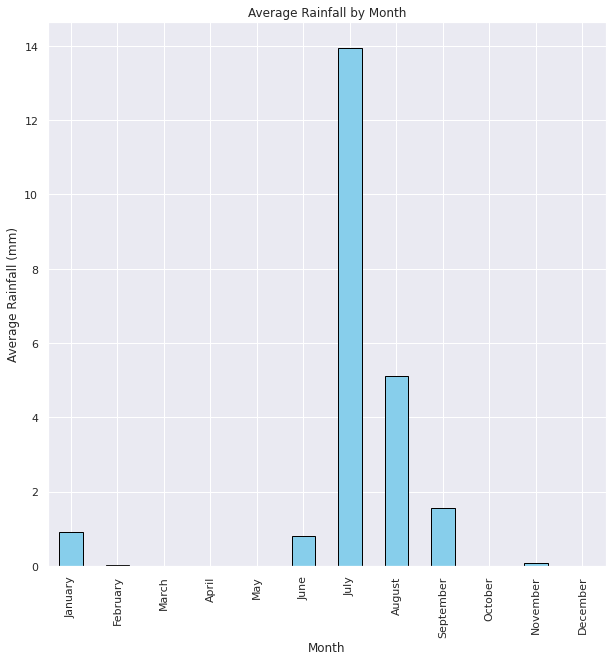 Average Rainfall by Month
Average Rainfall (mm)
14
12
10
8
6
4
2
0
January
February
March
April
May
June
July
August
September
October
November
December
Month